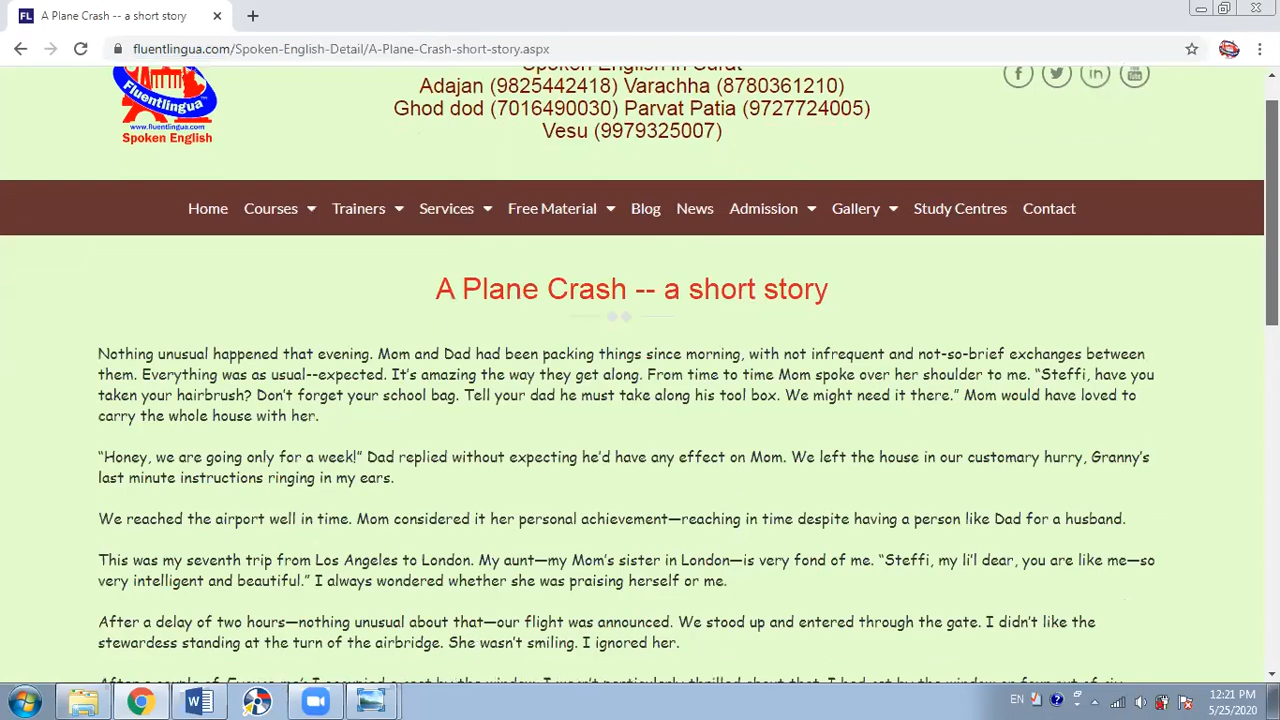 A Plane Crash -- a short story
fluentlingua.com/Spoken-English-Detail/A-Plane-Crash-short-story.aspx
Fluentlingua
www.fluentlingua.com
Spoken English
Spoken English in Surat
Adajan (9825442418) Varachha (8780361210)
Ghod dod (7016490030) Parvat Patia (9727724005)
Vesu (9979325007)
Home Courses Trainers Services Free Material Blog News Admission Gallery Study Centres Contact
A Plane Crash -- a short story
Nothing unusual happened that evening. Mom and Dad had been packing things since morning, with not infrequent and not-so-brief exchanges between
them. Everything was as usual--expected. It's amazing the way they get along. From time to time Mom spoke over her shoulder to me. “Steffi, have you
taken your hairbrush? Don't forget your school bag. Tell your dad he must take along his tool box. We might need it there.” Mom would have loved to
carry the whole house with her.
“Honey, we are going only for a week!” Dad replied without expecting he'd have any effect on Mom. We left the house in our customary hurry, Granny's
last minute instructions ringing in my ears.
We reached the airport well in time. Mom considered it her personal achievement—reaching in time despite having a person like Dad for a husband.
This was my seventh trip from Los Angeles to London. My aunt—my Mom's sister in London—is very fond of me. “Steffi, my li'l dear, you are like me—so
very intelligent and beautiful.” I always wondered whether she was praising herself or me.
After a delay of two hours—nothing unusual about that—our flight was announced. We stood up and entered through the gate. I didn't like the
stewardess standing at the turn of the airbridge. She wasn't smiling. I ignored her.
EN
12:21 PM
5/25/2020